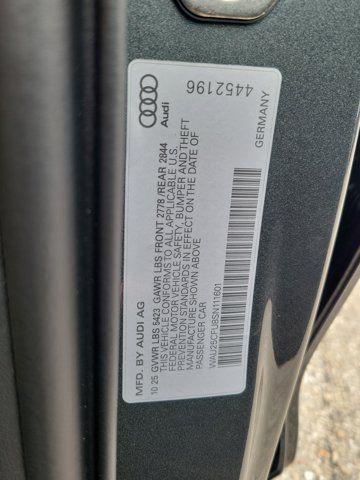 Audi
4452196
MFD. BY AUDI AG
GERMANY
10 25 GVWR LBS 5423 GAWR LBS FRONT 2778 /REAR 2844
THIS VEHICLE CONFORMS TO ALL APPLICABLE U.S.
FEDERAL MOTOR VEHICLE SAFETY, BUMPER AND THEFT
PREVENTION STANDARDS IN EFFECT ON THE DATE OF
MANUFACTURE SHOWN ABOVE
PASSENGER CAR